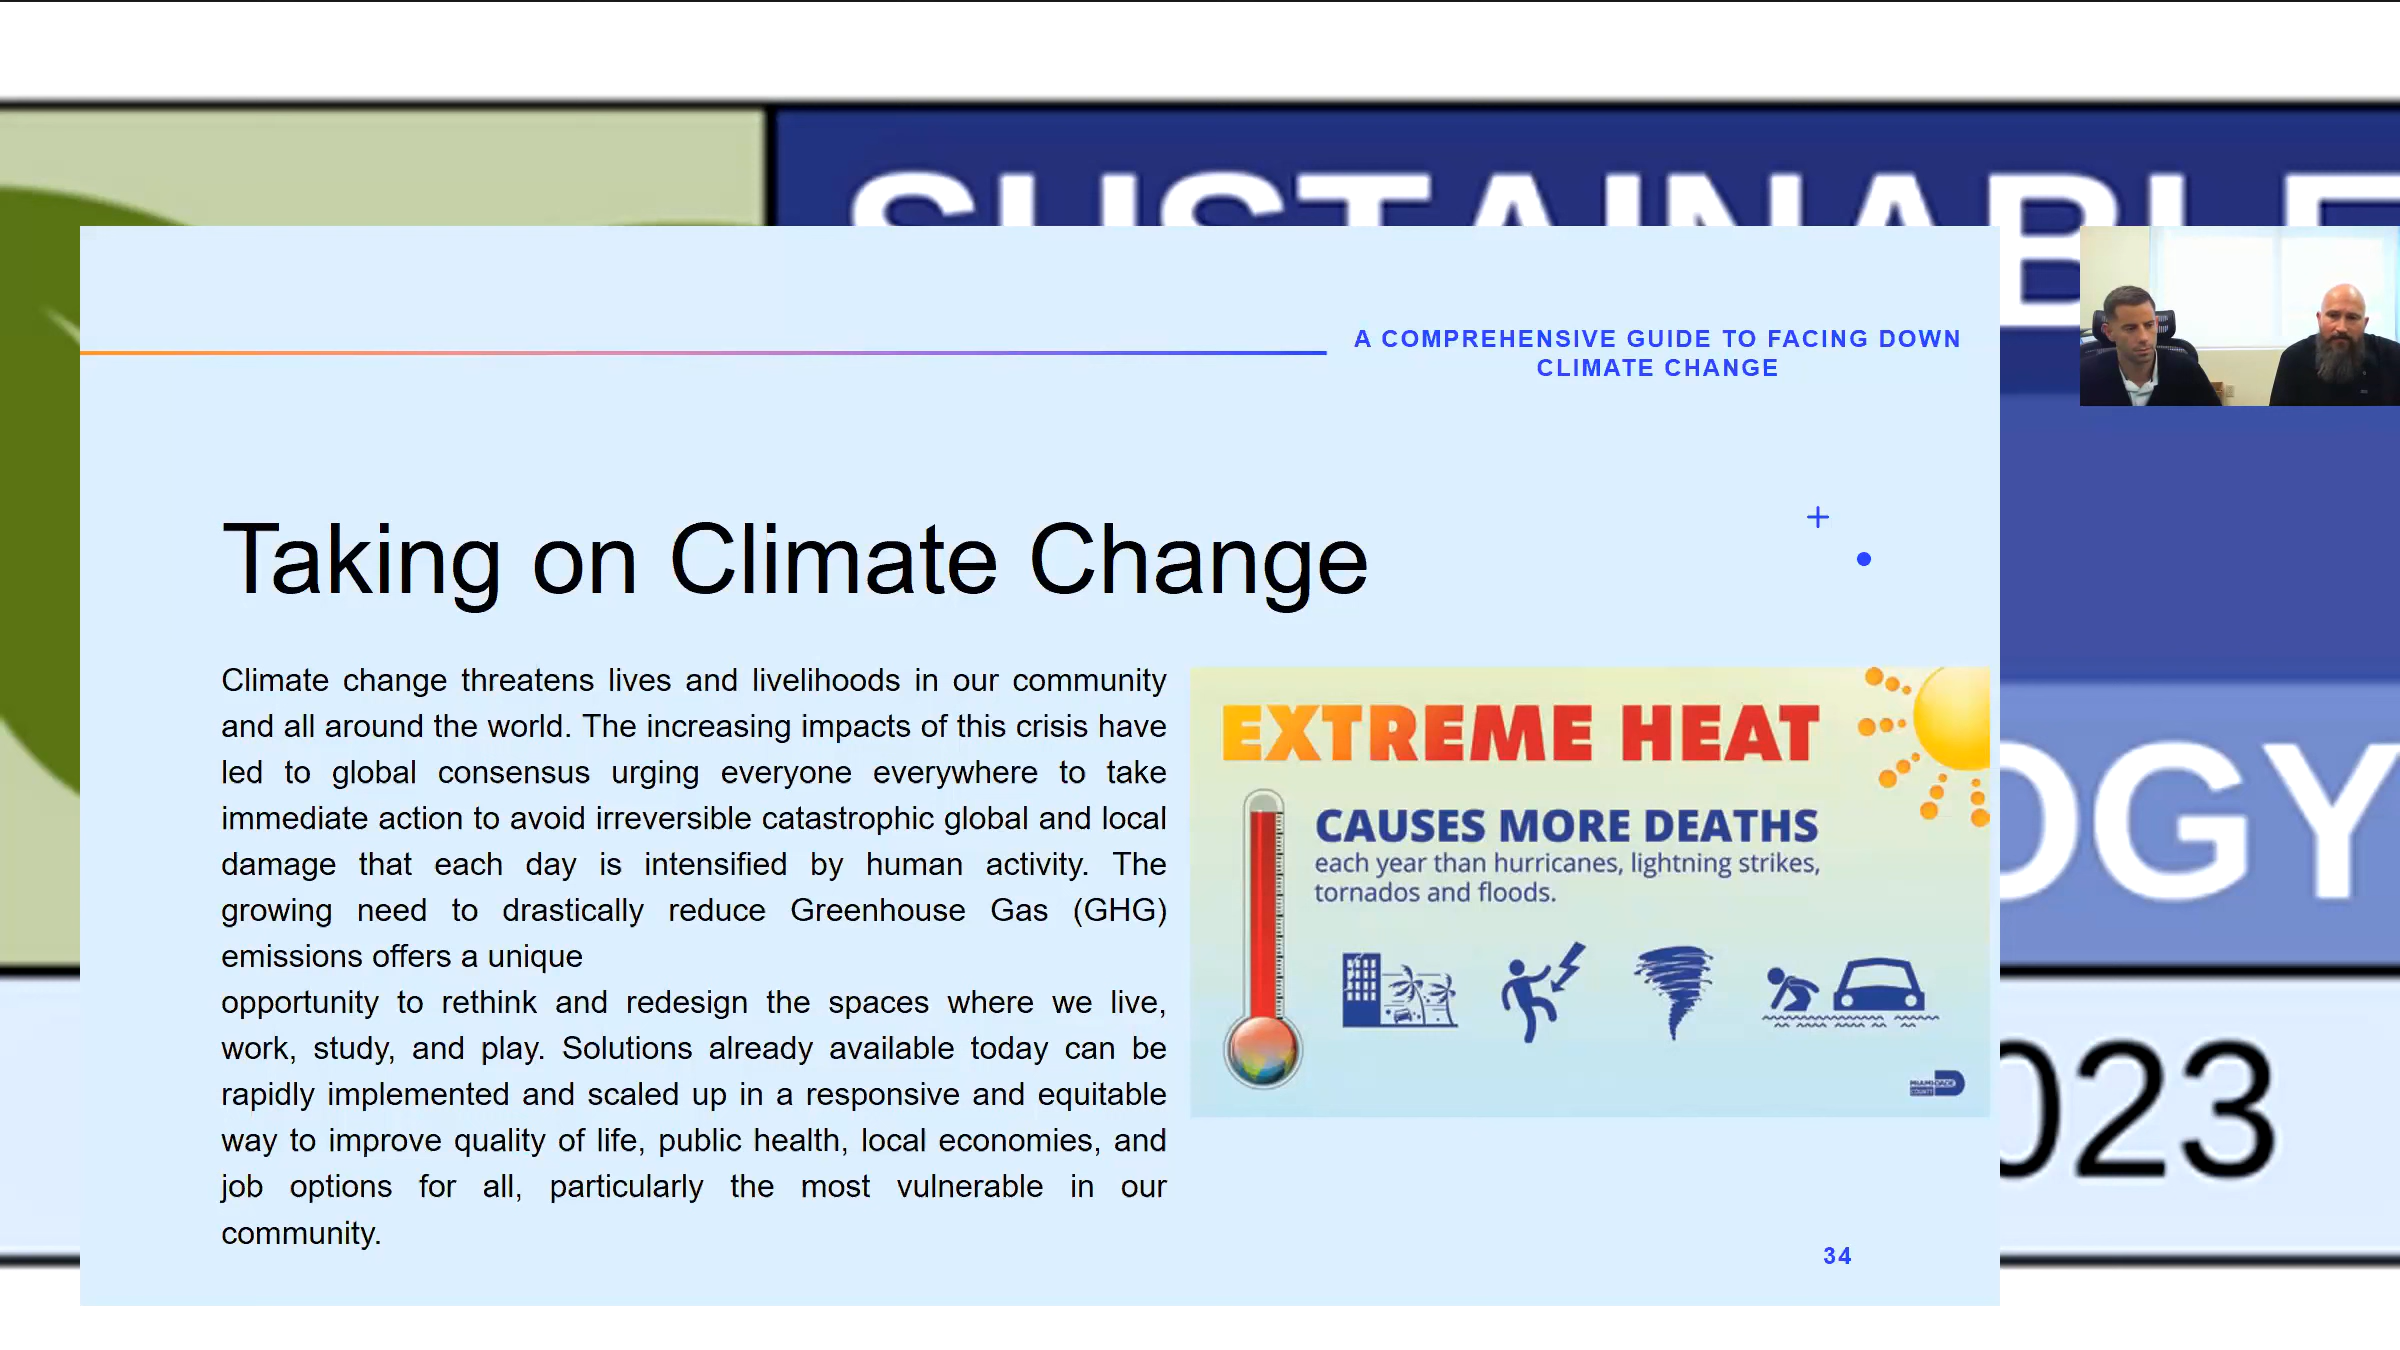 SUSTAINABLE
A COMPREHENSIVE GUIDE TO FACING DOWN
CLIMATE CHANGE
Taking on Climate Change
Climate change threatens lives and livelihoods in our community
and all around the world. The increasing impacts of this crisis have
led to global consensus urging everyone everywhere to take
immediate action to avoid irreversible catastrophic global and local
damage that each day is intensified by human activity. The
growing need to drastically reduce Greenhouse Gas (GHG)
emissions offers a unique
opportunity to rethink and redesign the spaces where we live,
work, study, and play. Solutions already available today can be
rapidly implemented and scaled up in a responsive and equitable
way to improve quality of life, public health, local economies, and
job options for all, particularly the most vulnerable in our
community.
EXTREME HEAT
CAUSES MORE DEATHS
each year than hurricanes, lightning strikes,
tornados and floods.
MIAMI-DADE
COUNTY
34
OGY
023